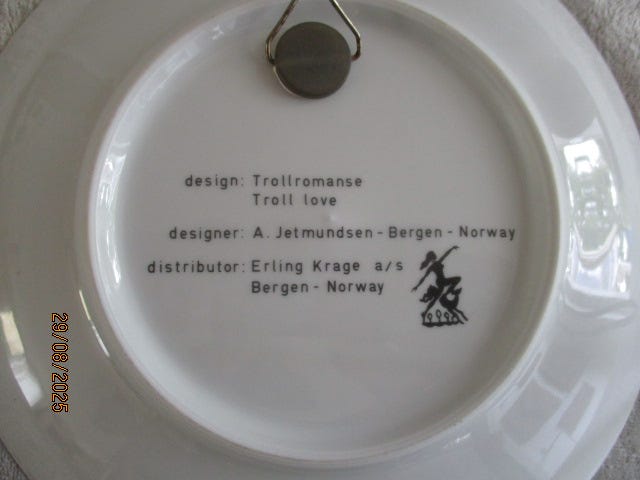 design: Trollromanse
Troll love
designer: A. Jetmundsen - Bergen - Norway
distributor: Erling Krage a/s
Bergen - Norway
29/08/2025